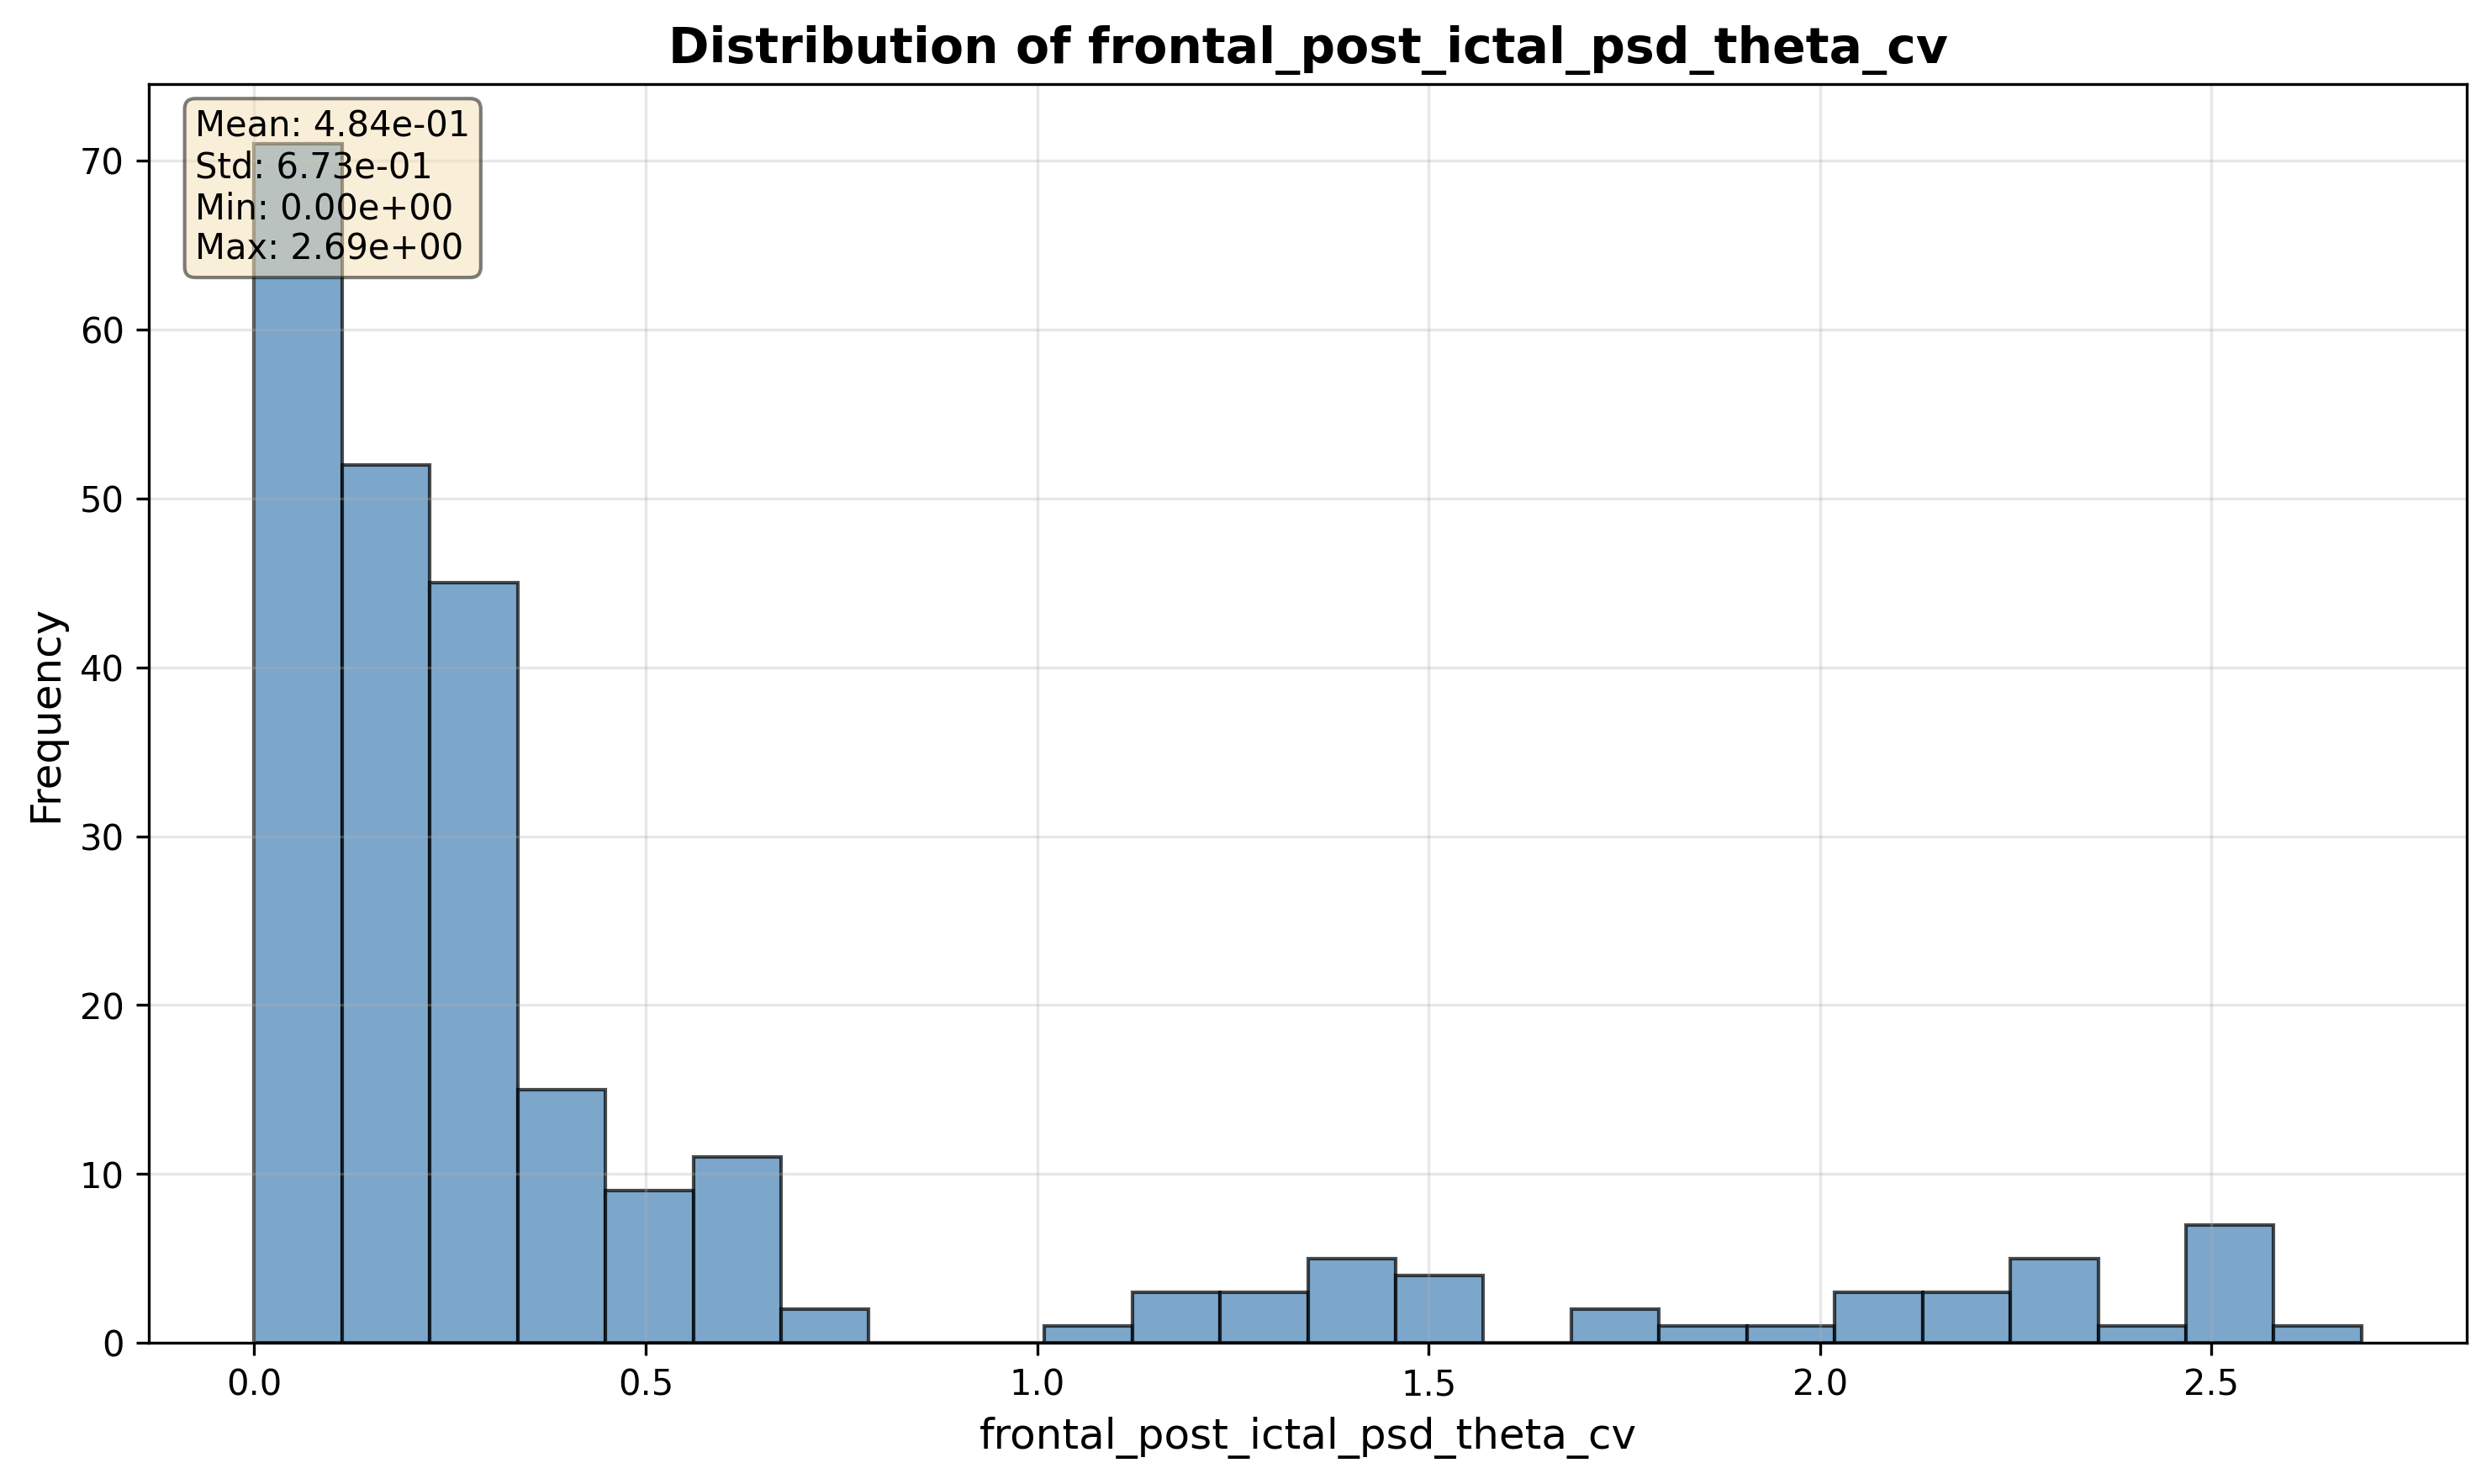 Distribution of frontal_post_ictal_psd_theta_cv
Mean: 4.84e-01
Std: 6.73e-01
Min: 0.00e+00
Max: 2.69e+00
70
60
50
40
30
20
10
0
Frequency
0.0 0.5 1.0 1.5 2.0 2.5
frontal_post_ictal_psd_theta_cv